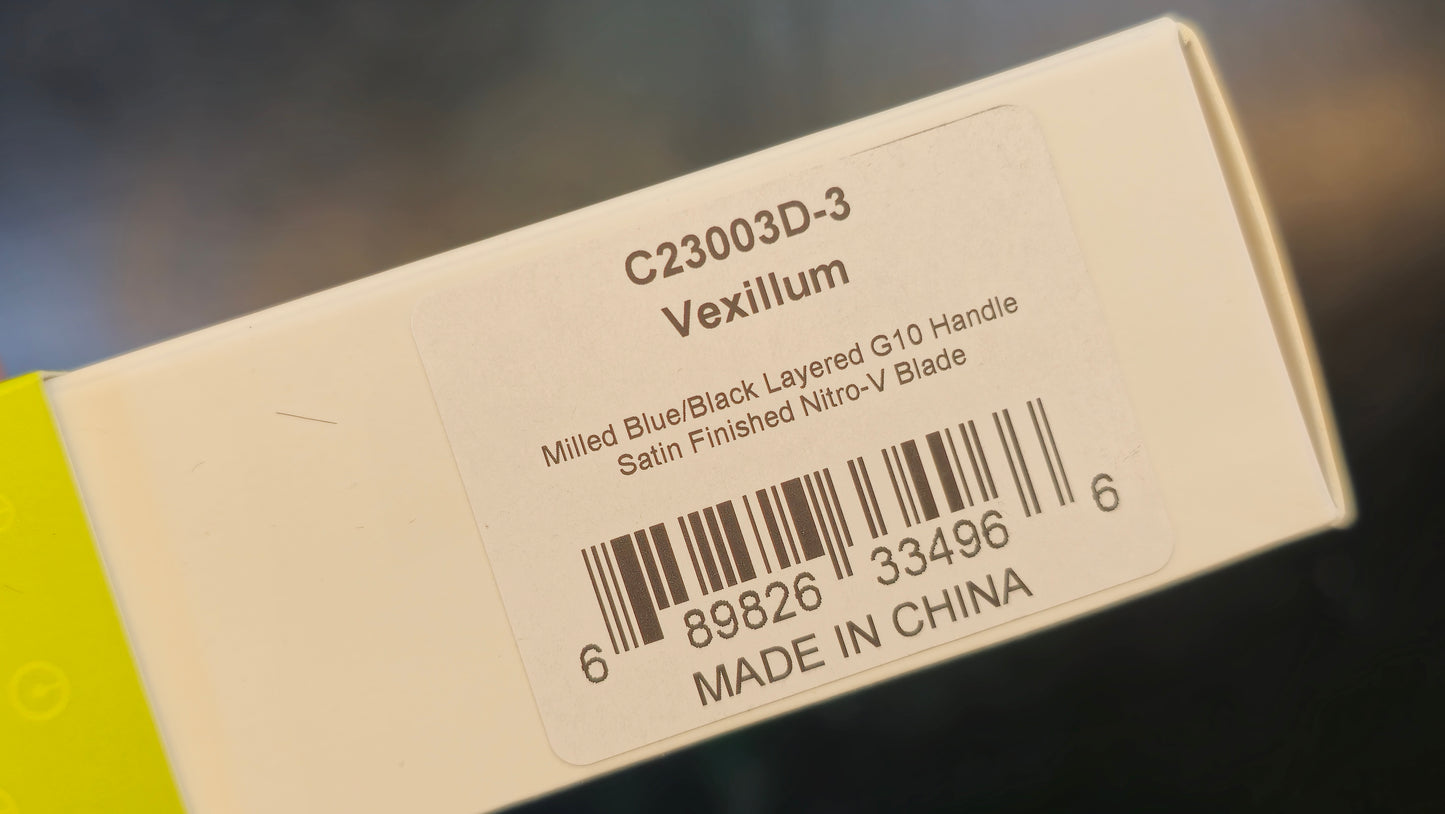 C23003D-3
Vexillum
Milled Blue/Black Layered G10 Handle
Satin Finished Nitro-V Blade
6 89826 33496 6
MADE IN CHINA